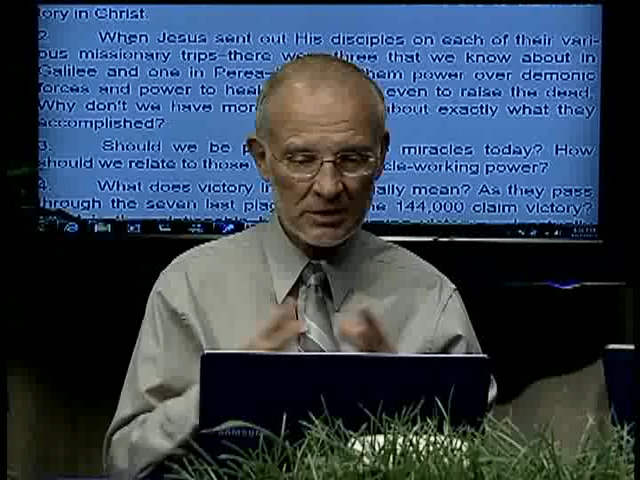 ory in Christ.
2. When Jesus sent out His disciples on each of their vari-
ous missionary trips–there were three that we know about in
Galilee and one in Perea– them power over demonic
forces and power to heal even to raise the dead.
Why don't we have more about exactly what they
accomplished?
3. Should we be miracles today? How
should we relate to those cle-working power?
4. What does victory in ally mean? As they pass
through the seven last plag the 144,000 claim victory?
SAMSUNG